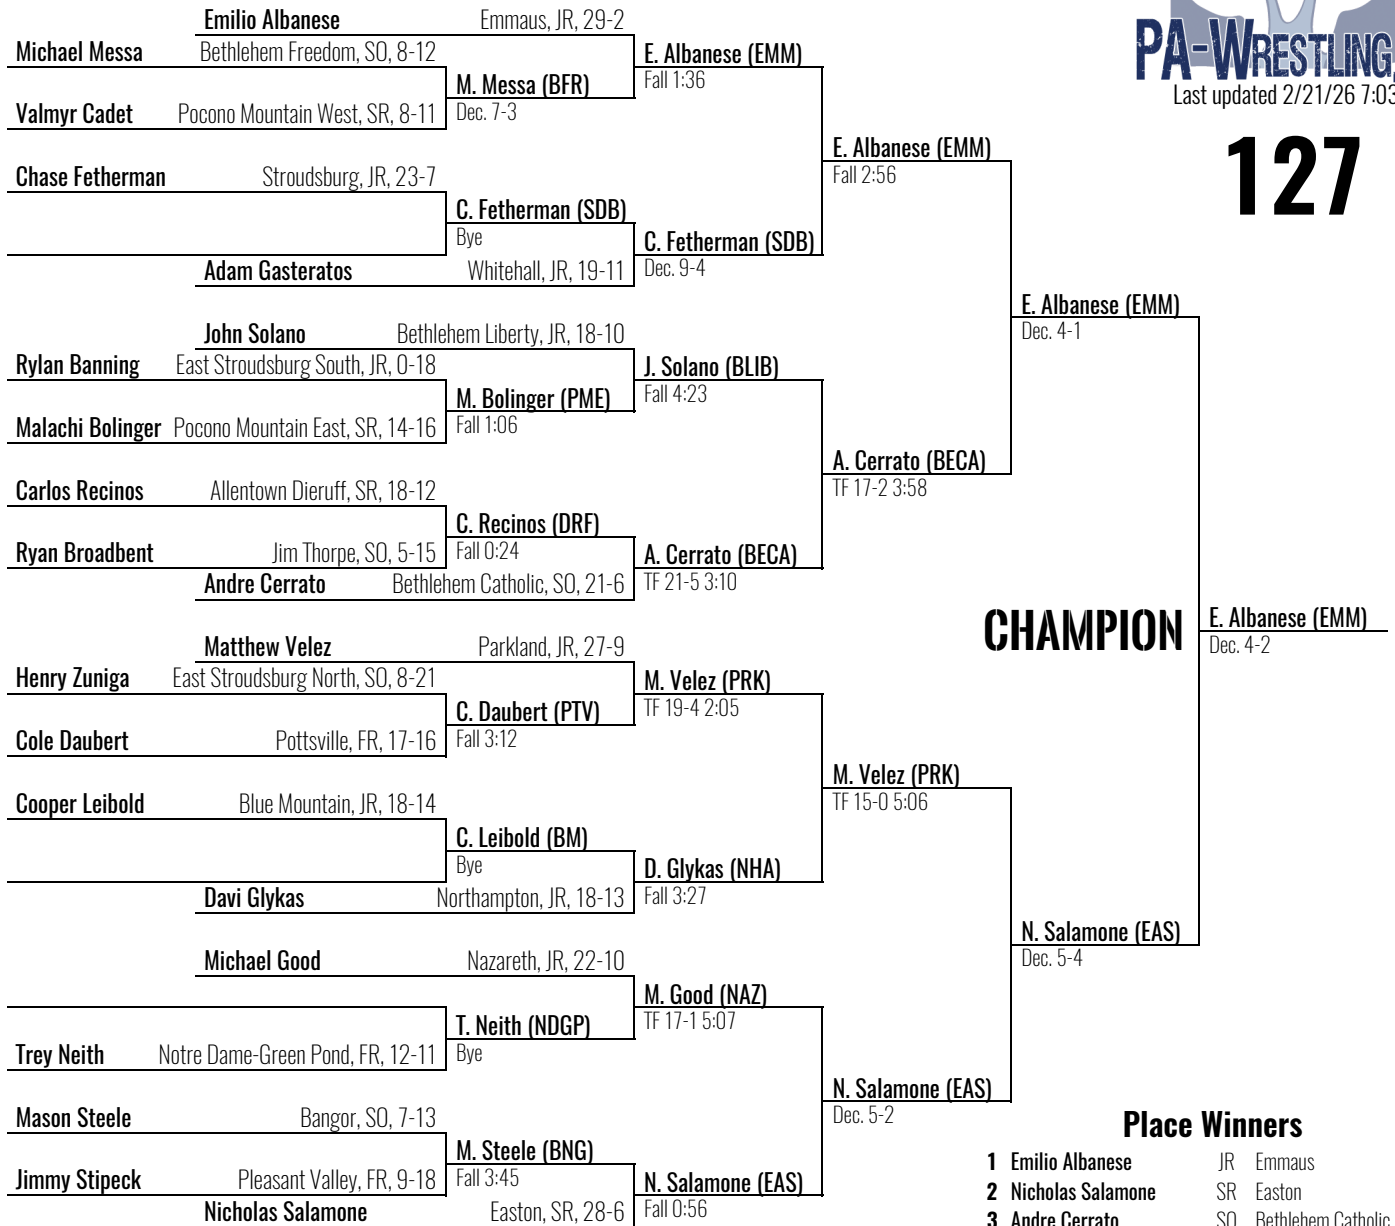 Emilio Albanese Emmaus, JR, 29-2
Michael Messa Bethlehem Freedom, SO, 8-12
E. Albanese (EMM)
Fall 1:36
M. Messa (BFR)
Dec. 7-3
Valmyr Cadet Pocono Mountain West, SR, 8-11
PA-WRESTLING
Last updated 2/21/26 7:03
127
E. Albanese (EMM)
Fall 2:56
Chase Fetherman Stroudsburg, JR, 23-7
C. Fetherman (SDB)
Bye
C. Fetherman (SDB)
Dec. 9-4
Adam Gasteratos Whitehall, JR, 19-11
E. Albanese (EMM)
Dec. 4-1
John Solano Bethlehem Liberty, JR, 18-10
Rylan Banning East Stroudsburg South, JR, 0-18
J. Solano (BLIB)
Fall 4:23
M. Bolinger (PME)
Fall 1:06
Malachi Bolinger Pocono Mountain East, SR, 14-16
A. Cerrato (BECA)
TF 17-2 3:58
Carlos Recinos Allentown Dieruff, SR, 18-12
C. Recinos (DRF)
Fall 0:24
Ryan Broadbent Jim Thorpe, SO, 5-15
A. Cerrato (BECA)
TF 21-5 3:10
Andre Cerrato Bethlehem Catholic, SO, 21-6
CHAMPION
E. Albanese (EMM)
Dec. 4-2
Matthew Velez Parkland, JR, 27-9
Henry Zuniga East Stroudsburg North, SO, 8-21
M. Velez (PRK)
TF 19-4 2:05
C. Daubert (PTV)
Fall 3:12
Cole Daubert Pottsville, FR, 17-16
M. Velez (PRK)
TF 15-0 5:06
Cooper Leibold Blue Mountain, JR, 18-14
C. Leibold (BM)
Bye
D. Glykas (NHA)
Fall 3:27
Davi Glykas Northampton, JR, 18-13
N. Salamone (EAS)
Dec. 5-4
Michael Good Nazareth, JR, 22-10
M. Good (NAZ)
TF 17-1 5:07
T. Neith (NDGP)
Bye
Trey Neith Notre Dame-Green Pond, FR, 12-11
N. Salamone (EAS)
Dec. 5-2
Mason Steele Bangor, SO, 7-13
M. Steele (BNG)
Fall 3:45
Jimmy Stipeck Pleasant Valley, FR, 9-18
N. Salamone (EAS)
Fall 0:56
Nicholas Salamone Easton, SR, 28-6
Place Winners
1 Emilio Albanese JR Emmaus
2 Nicholas Salamone SR Easton
3 Andre Cerrato SO Bethlehem Catholic